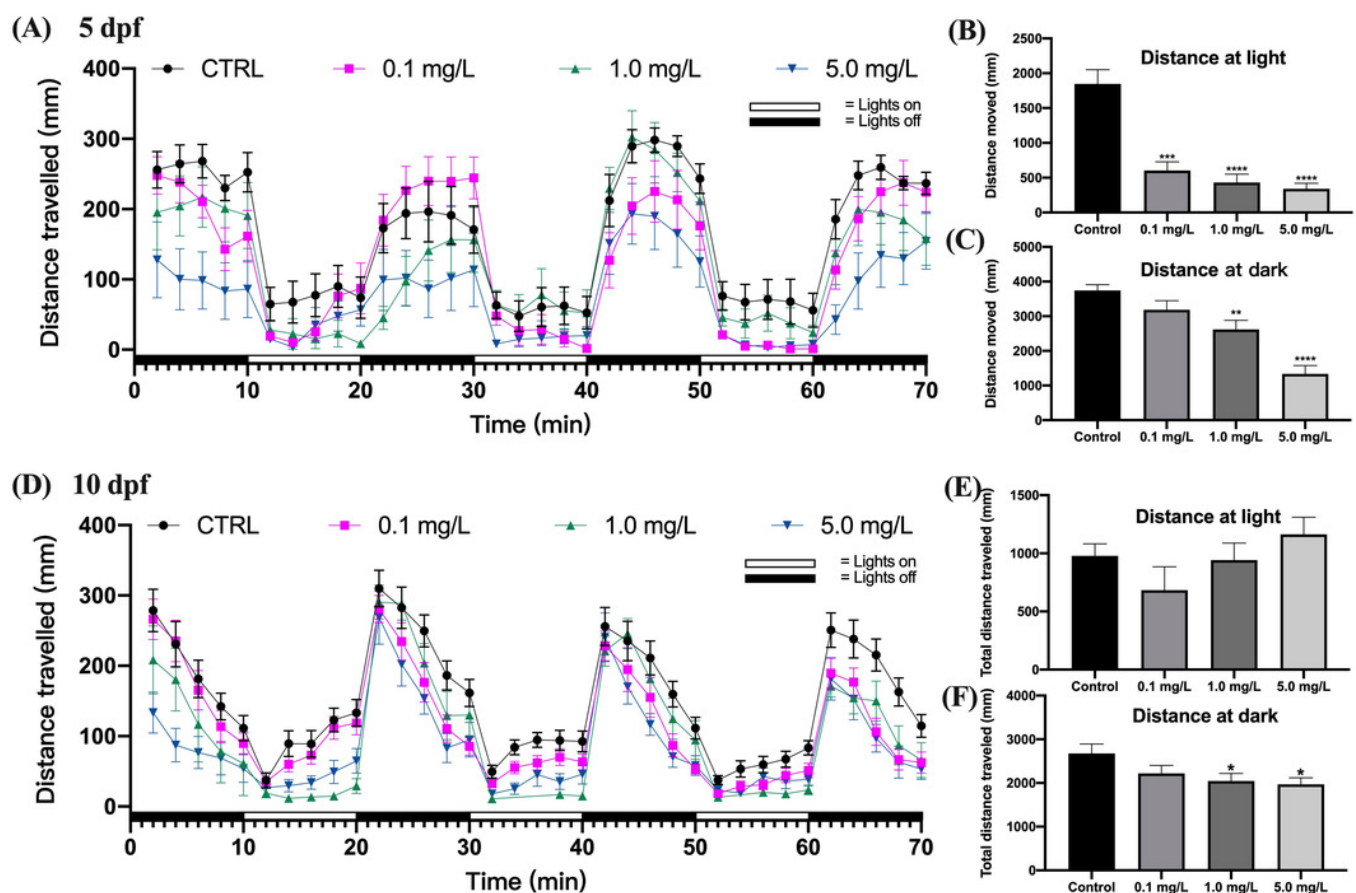 (A) 5 dpf
CTRL 0.1 mg/L 1.0 mg/L 5.0 mg/L
= Lights on
= Lights off
Distance travelled (mm)
400
300
200
100
0
0 10 20 30 40 50 60 70
Time (min)
(B)
Distance at light
Distance moved (mm)
2500
2000
1500
1000
500
0
*** **** ****
Control 0.1 mg/L 1.0 mg/L 5.0 mg/L
(C)
Distance at dark
Distance moved (mm)
5000
4000
3000
2000
1000
0
** ****
Control 0.1 mg/L 1.0 mg/L 5.0 mg/L
(D) 10 dpf
CTRL 0.1 mg/L 1.0 mg/L 5.0 mg/L
= Lights on
= Lights off
Distance travelled (mm)
400
300
200
100
0
0 10 20 30 40 50 60 70
Time (min)
(E)
Distance at light
Total distance traveled (mm)
1500
1000
500
0
Control 0.1 mg/L 1.0 mg/L 5.0 mg/L
(F)
Distance at dark
Total distance traveled (mm)
4000
3000
2000
1000
0
* *
Control 0.1 mg/L 1.0 mg/L 5.0 mg/L